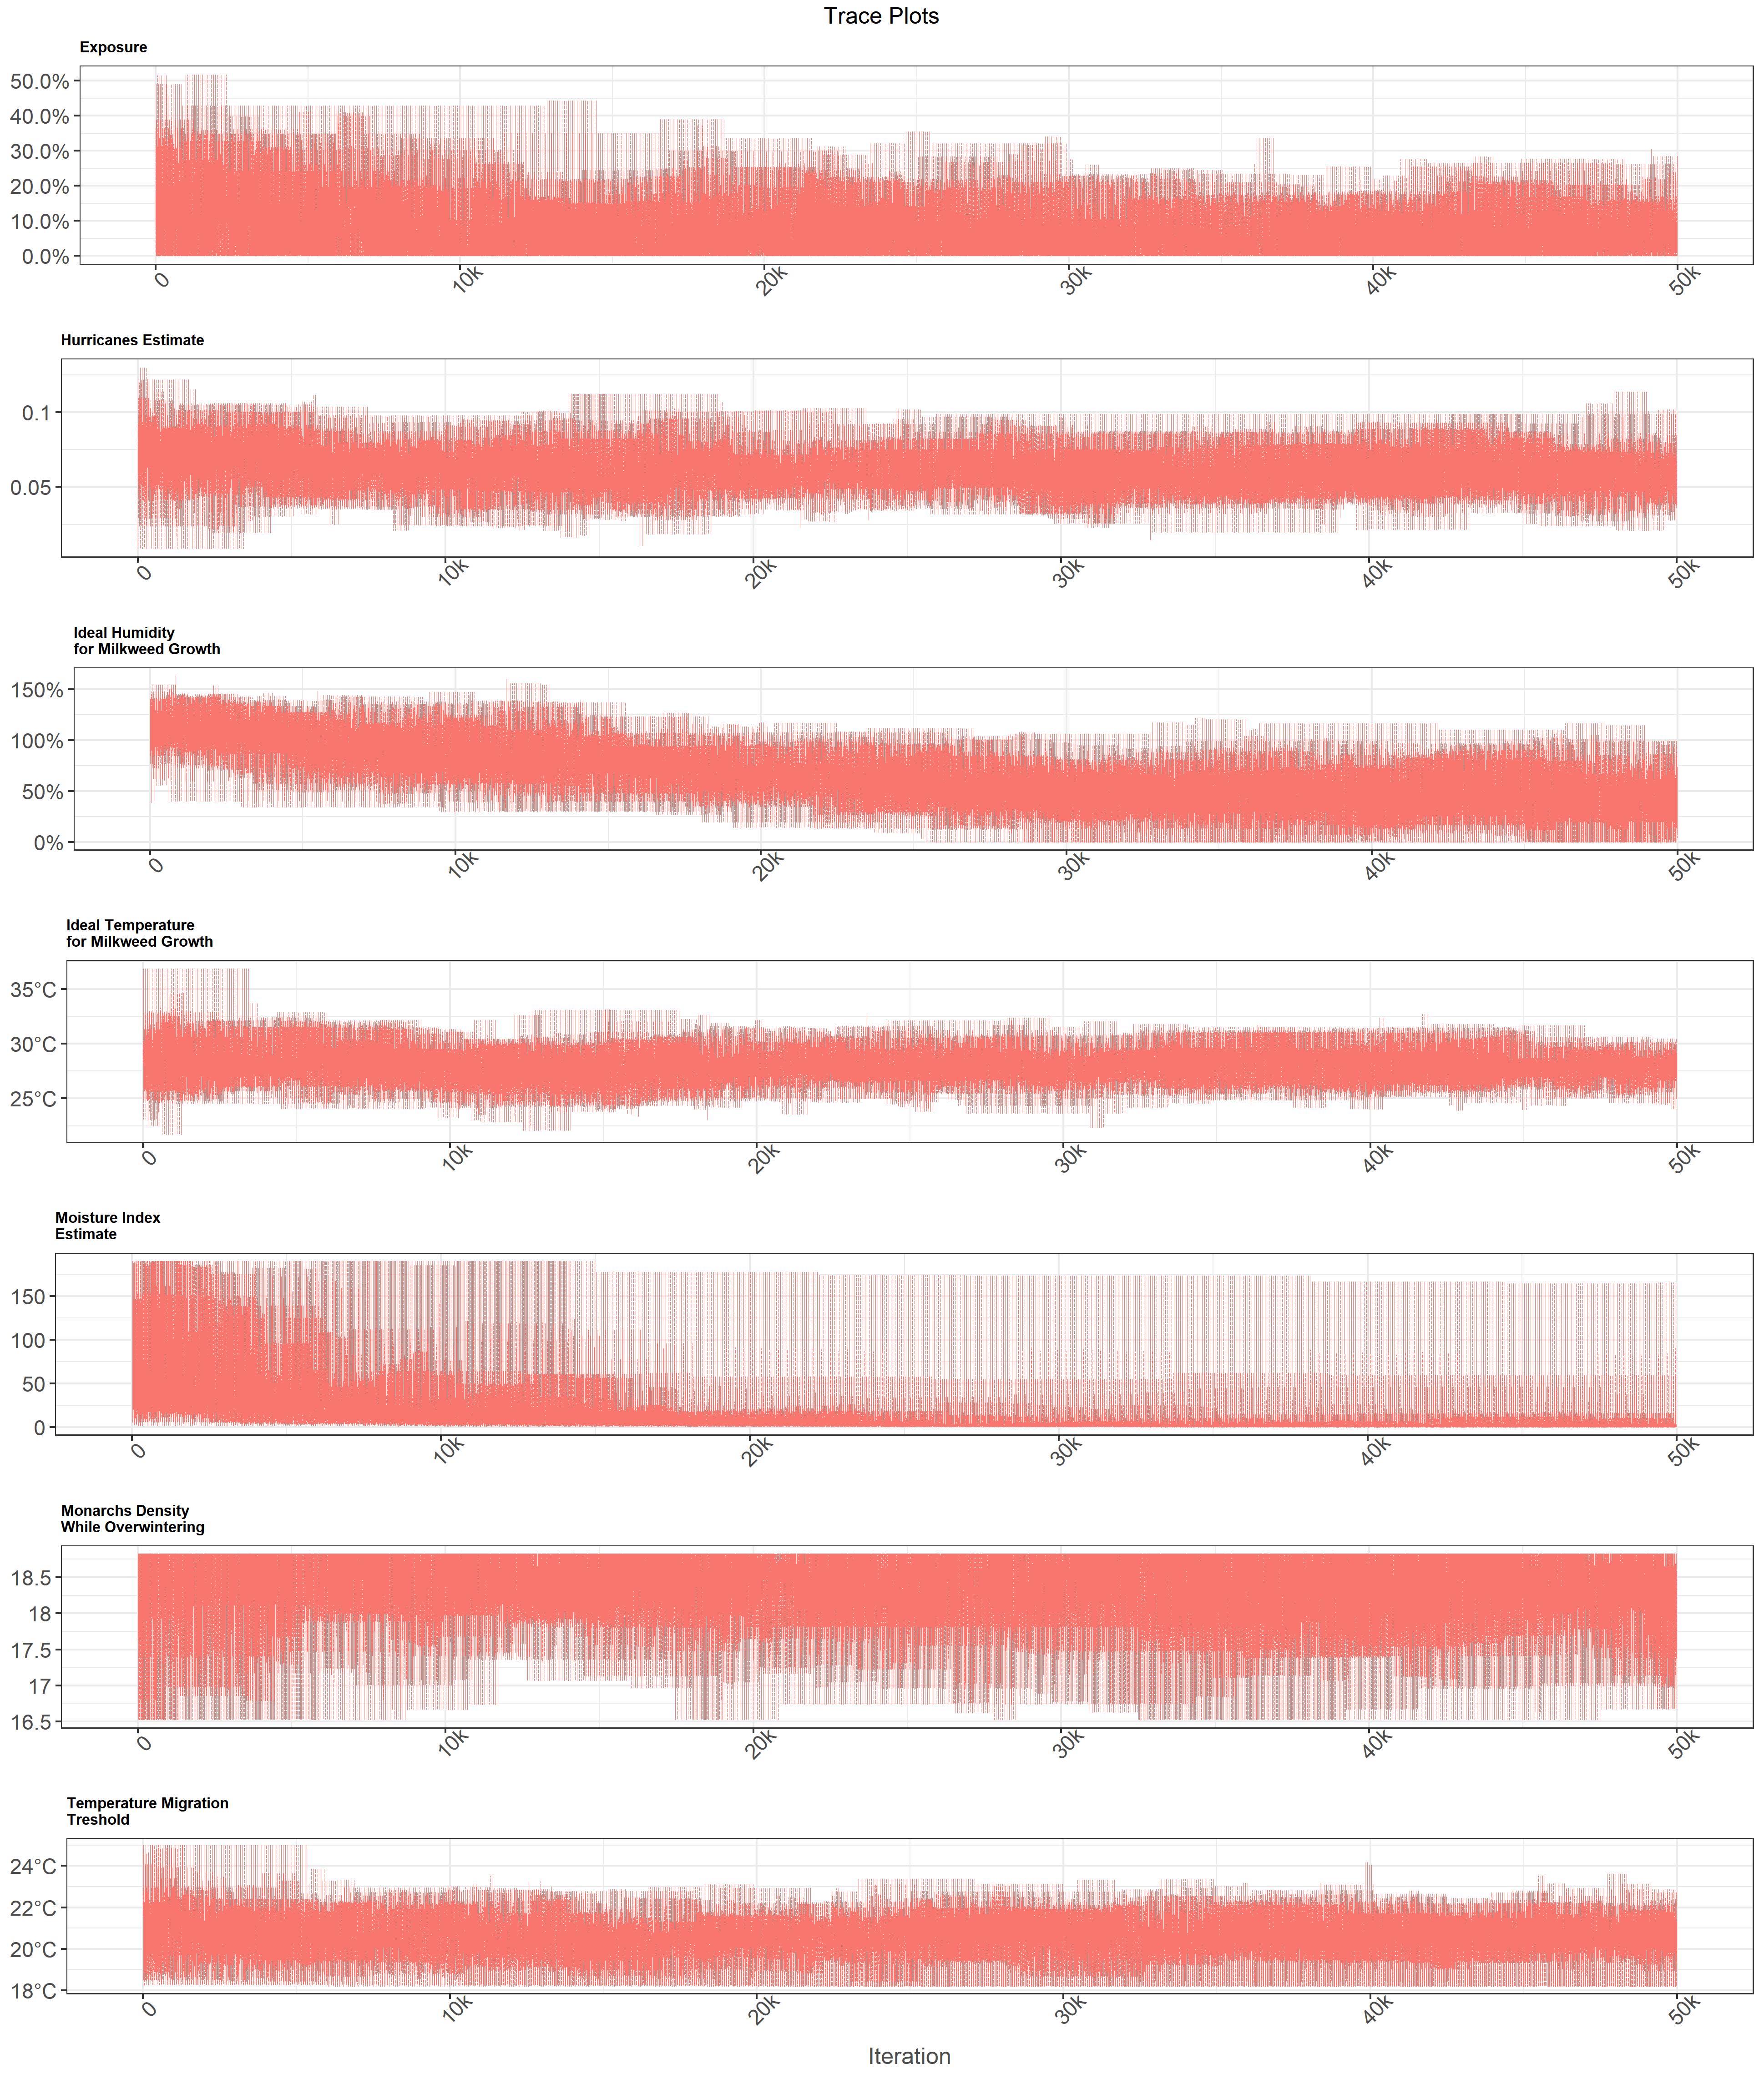 Trace Plots
Exposure
50.0%
40.0%
30.0%
20.0%
10.0%
0.0%
0 10k 20k 30k 40k 50k
Hurricanes Estimate
0.1
0.05
0 10k 20k 30k 40k 50k
Ideal Humidity
for Milkweed Growth
150%
100%
50%
0%
0 10k 20k 30k 40k 50k
Ideal Temperature
for Milkweed Growth
35°C
30°C
25°C
0 10k 20k 30k 40k 50k
Moisture Index
Estimate
150
100
50
0
0 10k 20k 30k 40k 50k
Monarchs Density
While Overwintering
18.5
18
17.5
17
16.5
0 10k 20k 30k 40k 50k
Temperature Migration
Treshold
24°C
22°C
20°C
18°C
0 10k 20k 30k 40k 50k
Iteration